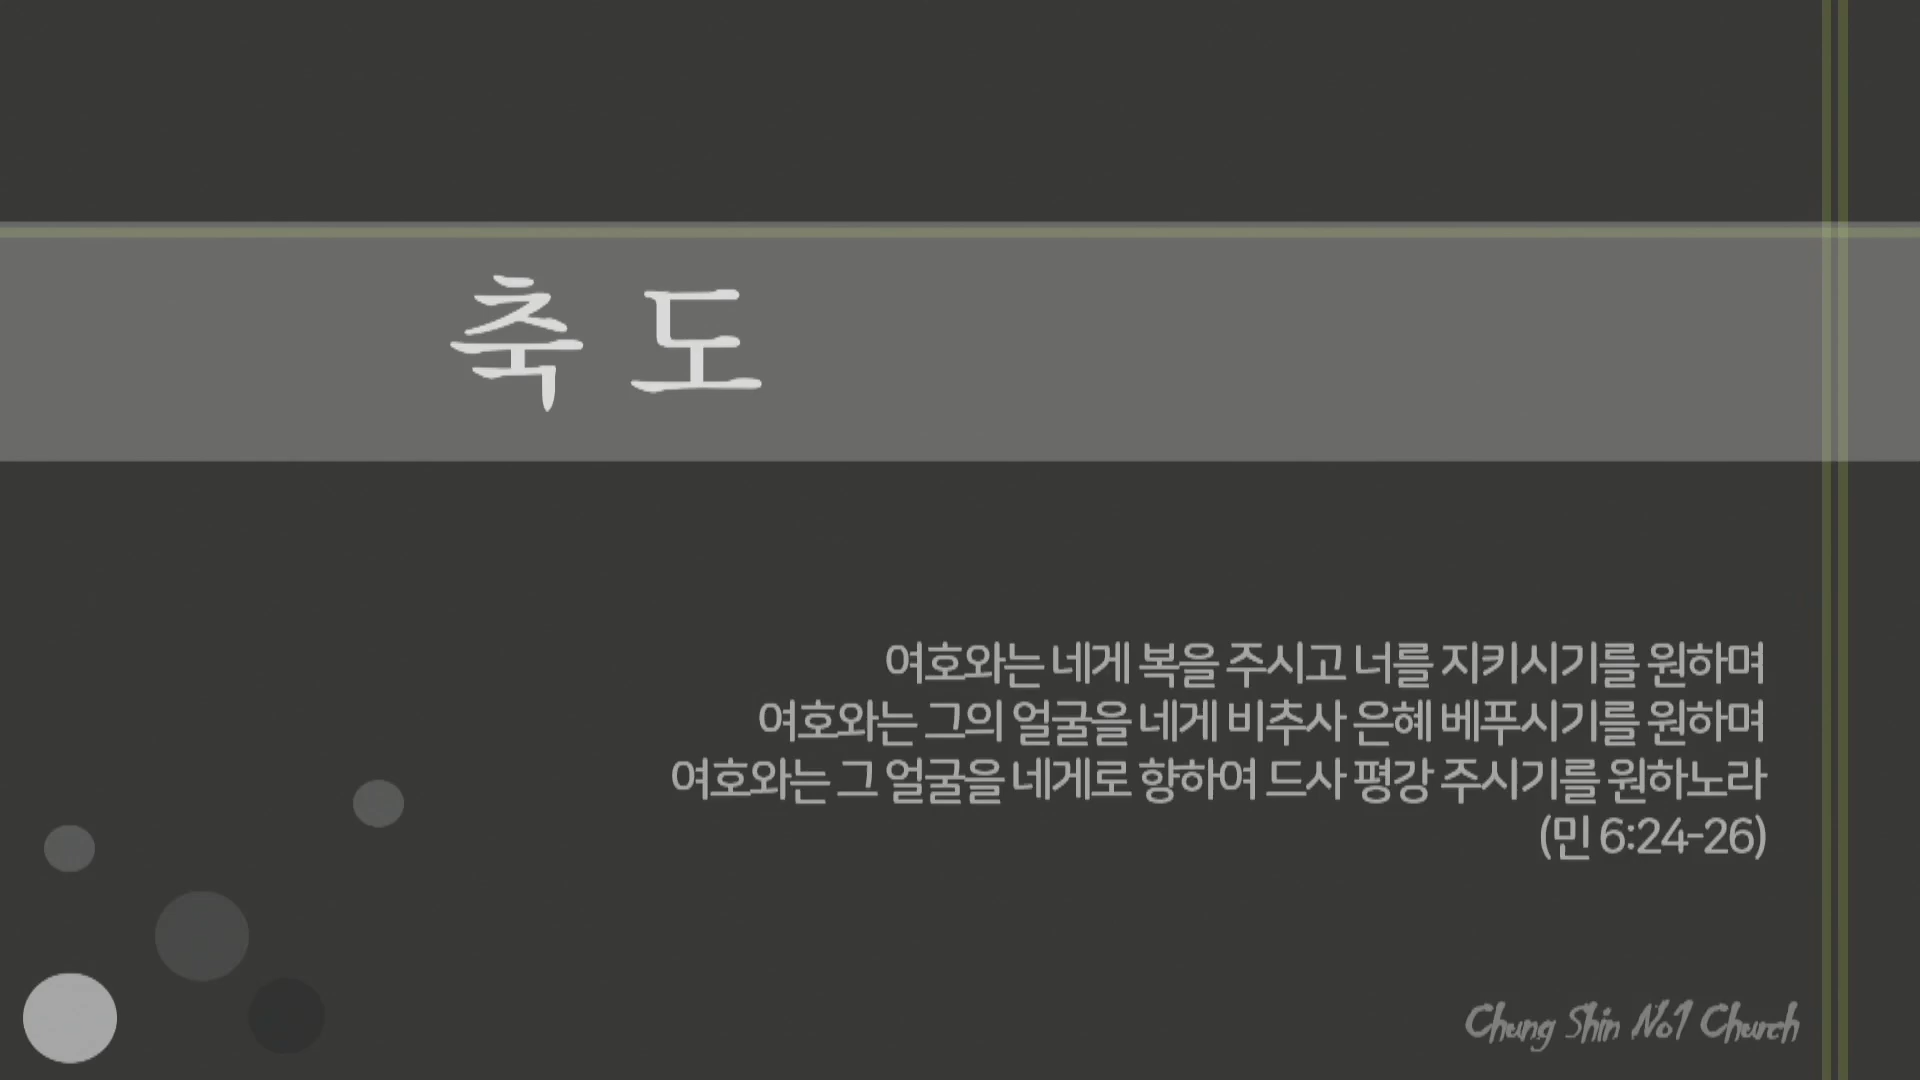 축 도
여호와는 네게 복을 주시고 너를 지키시기를 원하며
여호와는 그의 얼굴을 네게 비추사 은혜 베푸시기를 원하며
여호와는 그 얼굴을 네게로 향하여 드사 평강 주시기를 원하노라
(민 6:24-26)
Chung Shin No1 Church